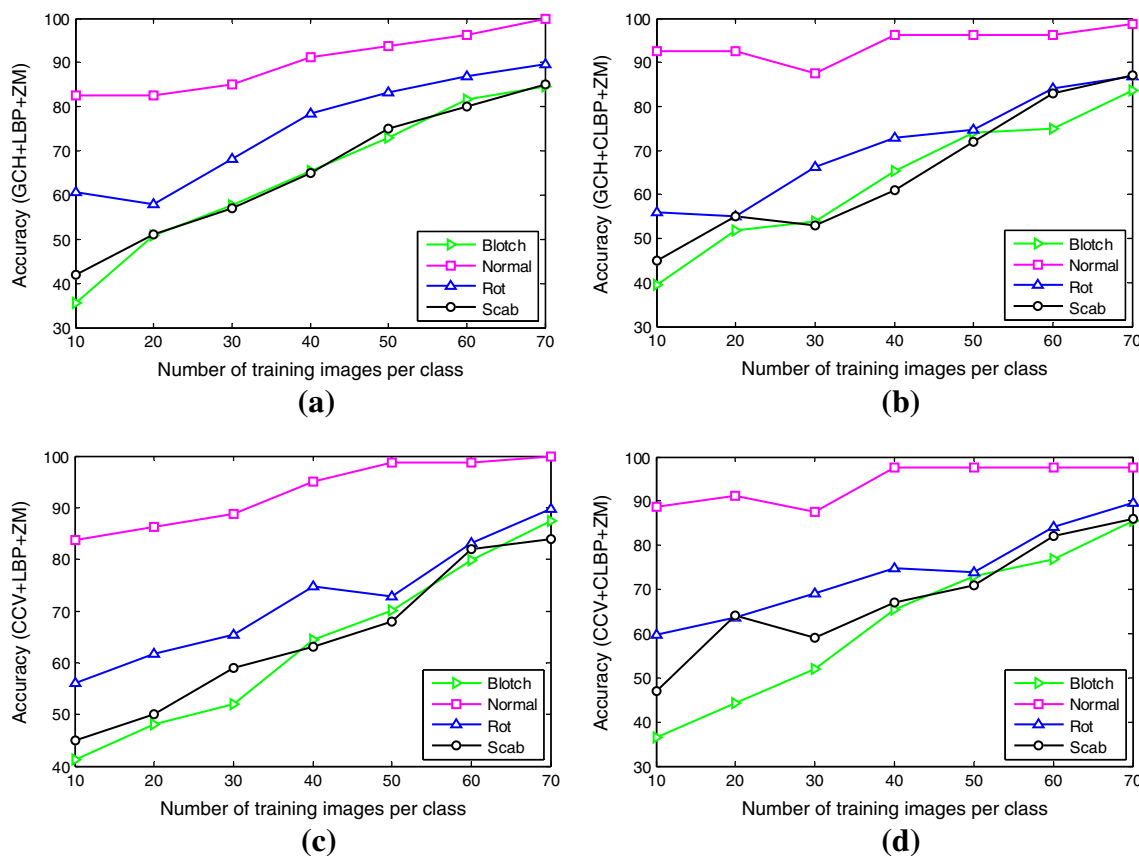 (a)
100
90
80
70
60
50
40
30
Accuracy (GCH+LBP+ZM)
Blotch
Normal
Rot
Scab
10 20 30 40 50 60 70
Number of training images per class
(a)
100
90
80
70
60
50
40
30
Accuracy (GCH+CLBP+ZM)
Blotch
Normal
Rot
Scab
10 20 30 40 50 60 70
Number of training images per class
(b)
100
90
80
70
60
50
40
Accuracy (CCV+LBP+ZM)
Blotch
Normal
Rot
Scab
10 20 30 40 50 60 70
Number of training images per class
(c)
100
90
80
70
60
50
40
30
Accuracy (CCV+CLBP+ZM)
Blotch
Normal
Rot
Scab
10 20 30 40 50 60 70
Number of training images per class
(d)